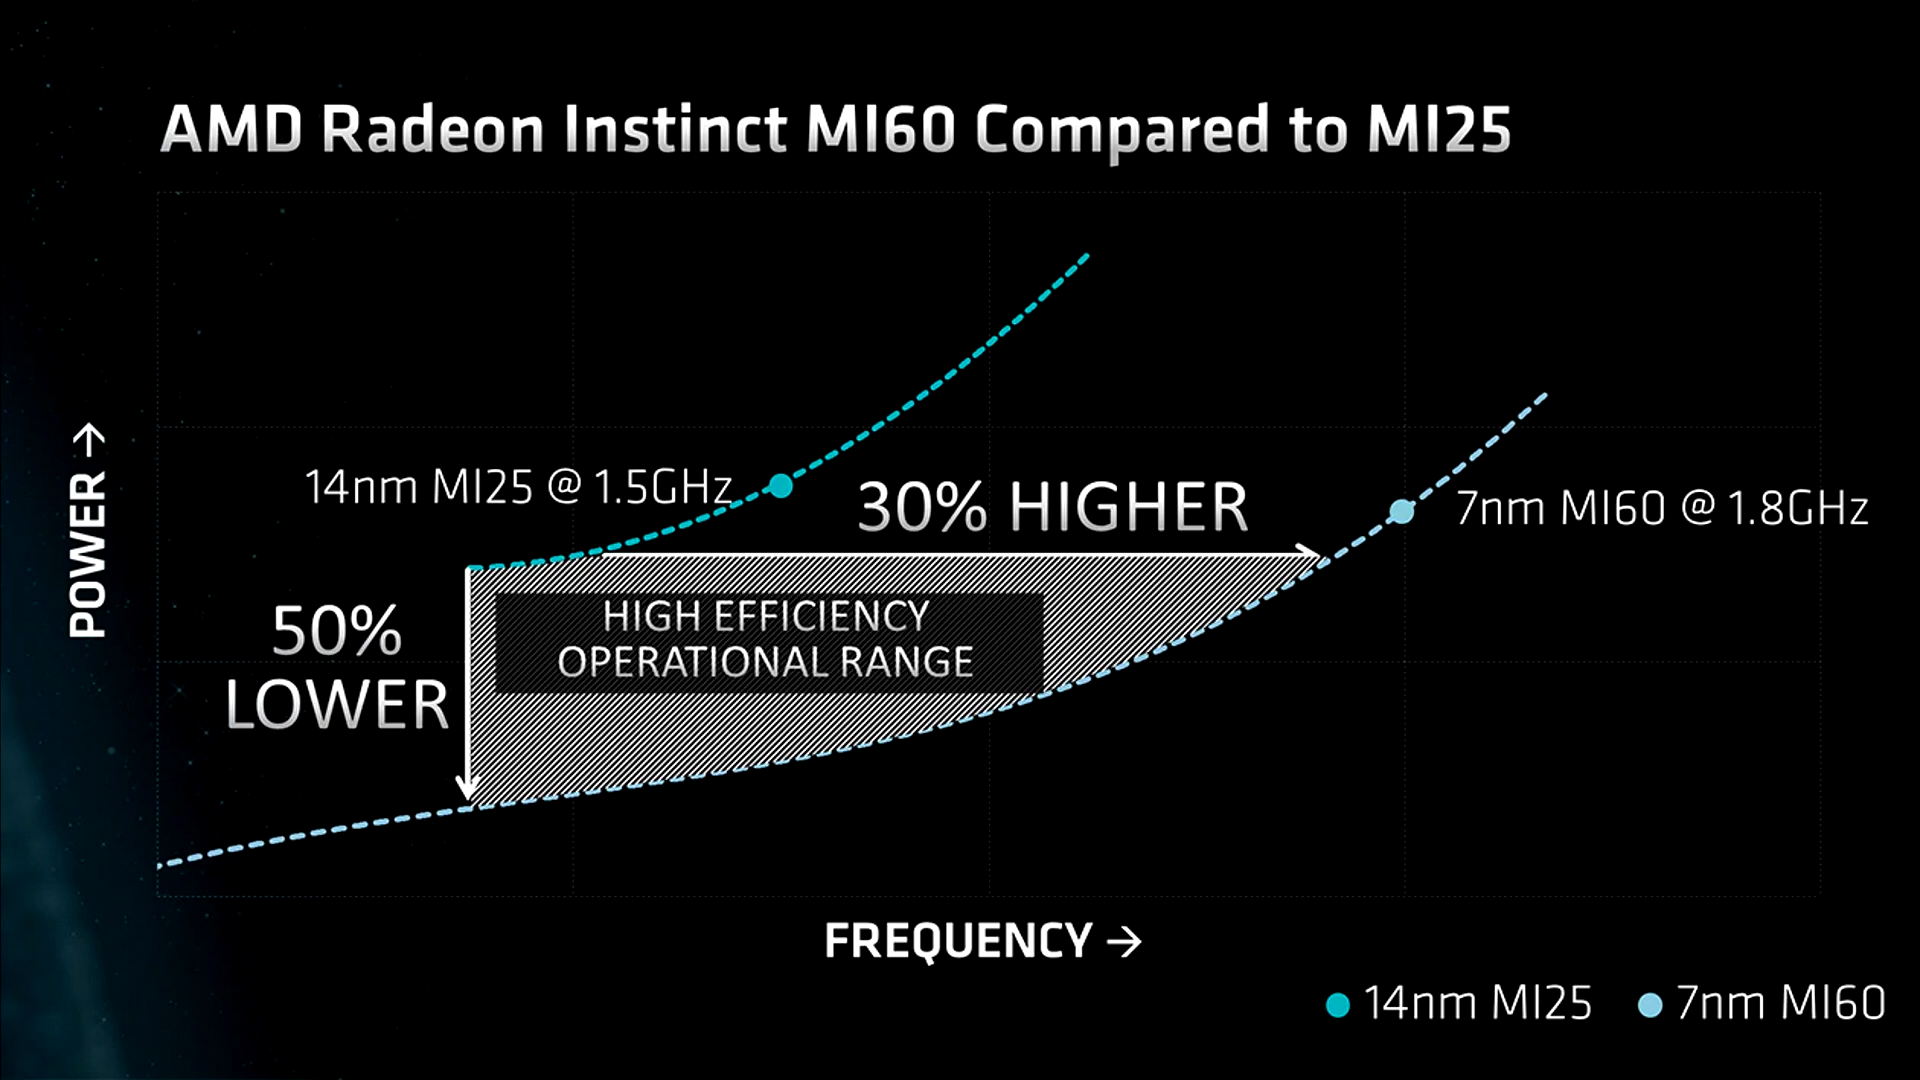 AMD Radeon Instinct MI60 Compared to MI25
POWER →
14nm MI25 @ 1.5GHz
30% HIGHER
7nm MI60 @ 1.8GHz
50%
LOWER
HIGH EFFICIENCY
OPERATIONAL RANGE
FREQUENCY →
14nm MI25
7nm MI60